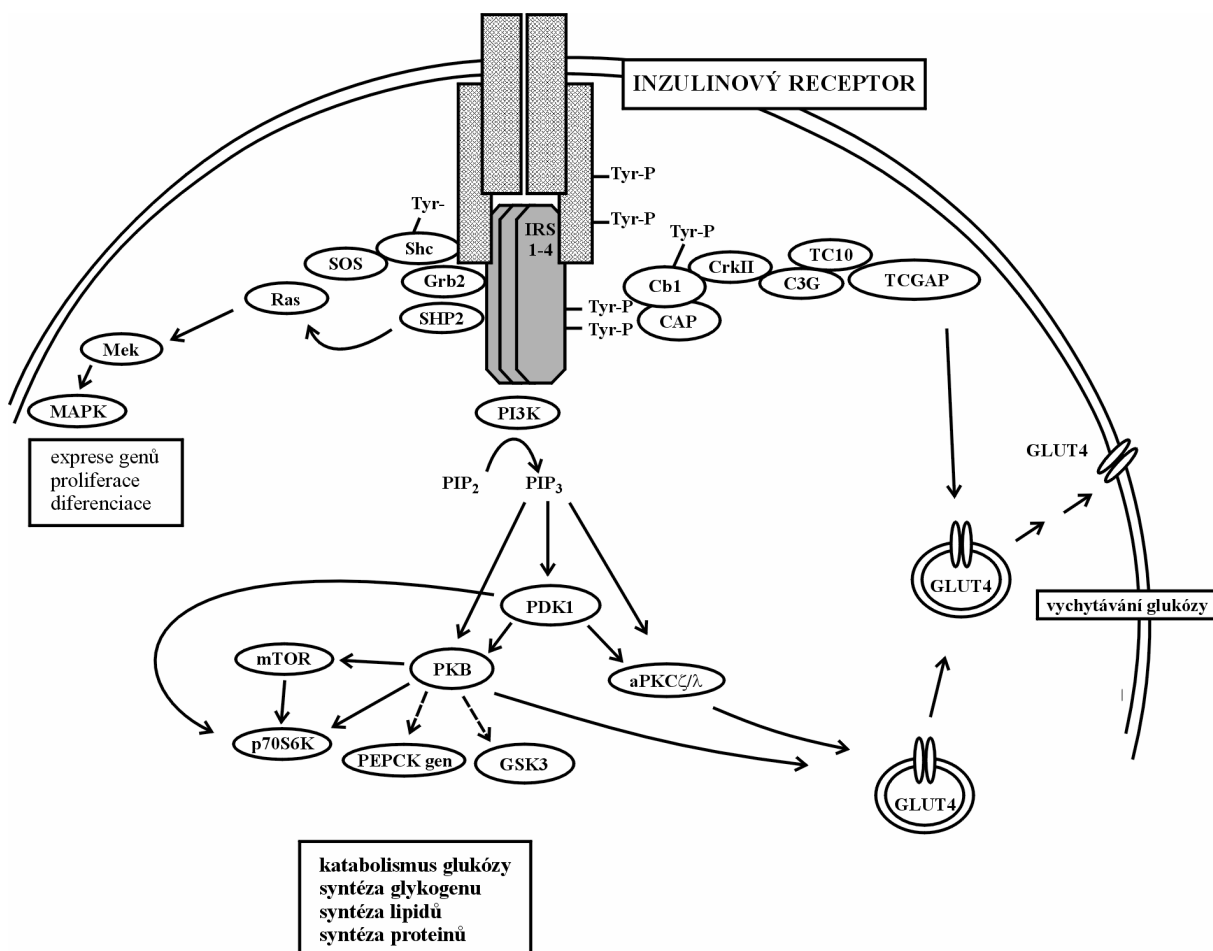 INZULINOVÝ RECEPTOR
Tyr-P
Tyr-
Tyr-P
IRS
1-4
Tyr-P
Shc
SOS
CrkII
TC10
Grb2
Cb1
C3G
TCGAP
Ras
Tyr-P
SHP2
Tyr-P
CAP
Mek
MAPK
PI3K
exprese genů
proliferace
diferenciace
GLUT4
PIP2
PIP3
GLUT4
PDK1
vychytávání glukózy
mTOR
PKB
aPKCζ/λ
p70S6K
PEPCK gen
GSK3
GLUT4
katabolismus glukózy
syntéza glykogenu
syntéza lipidů
syntéza proteinů